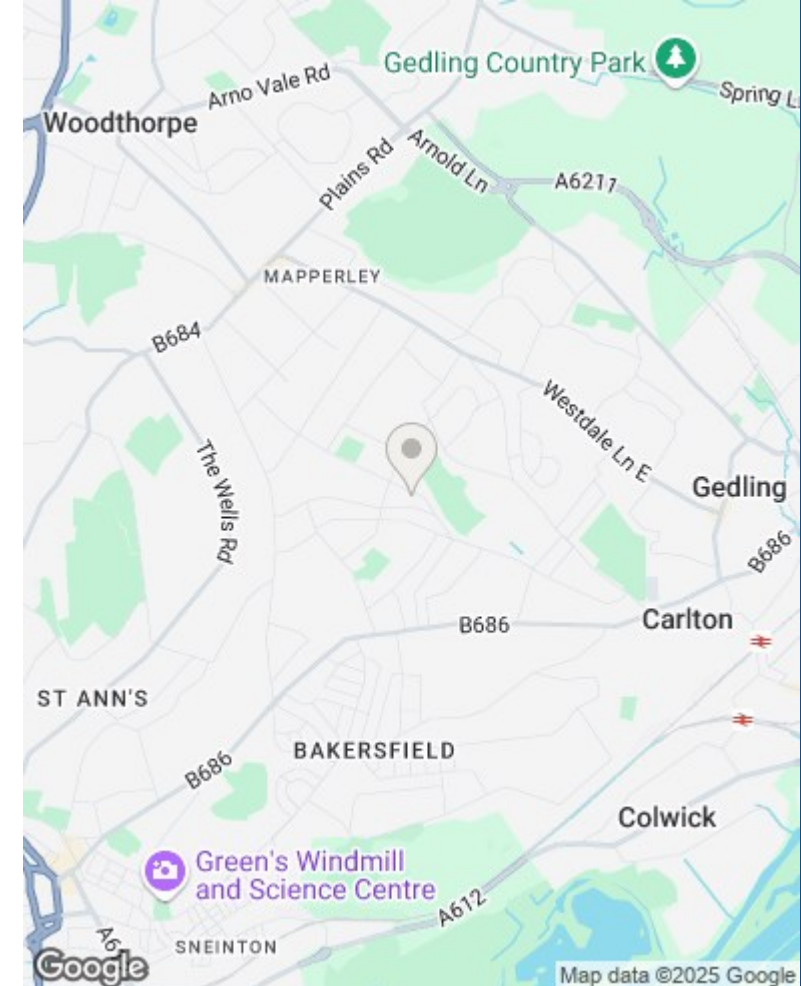 Gedling Country Park
Arno Vale Rd
Spring L
Woodthorpe
Plains Rd
Arnold Ln
A6211
MAPPERLEY
B684
Westdale Ln E
The Wells Rd
Gedling
B686
Carlton
B686
ST ANN'S
BAKERSFIELD
B686
Colwick
Green's Windmill
and Science Centre
A612
SNEINTON
Google
Map data ©2025 Google